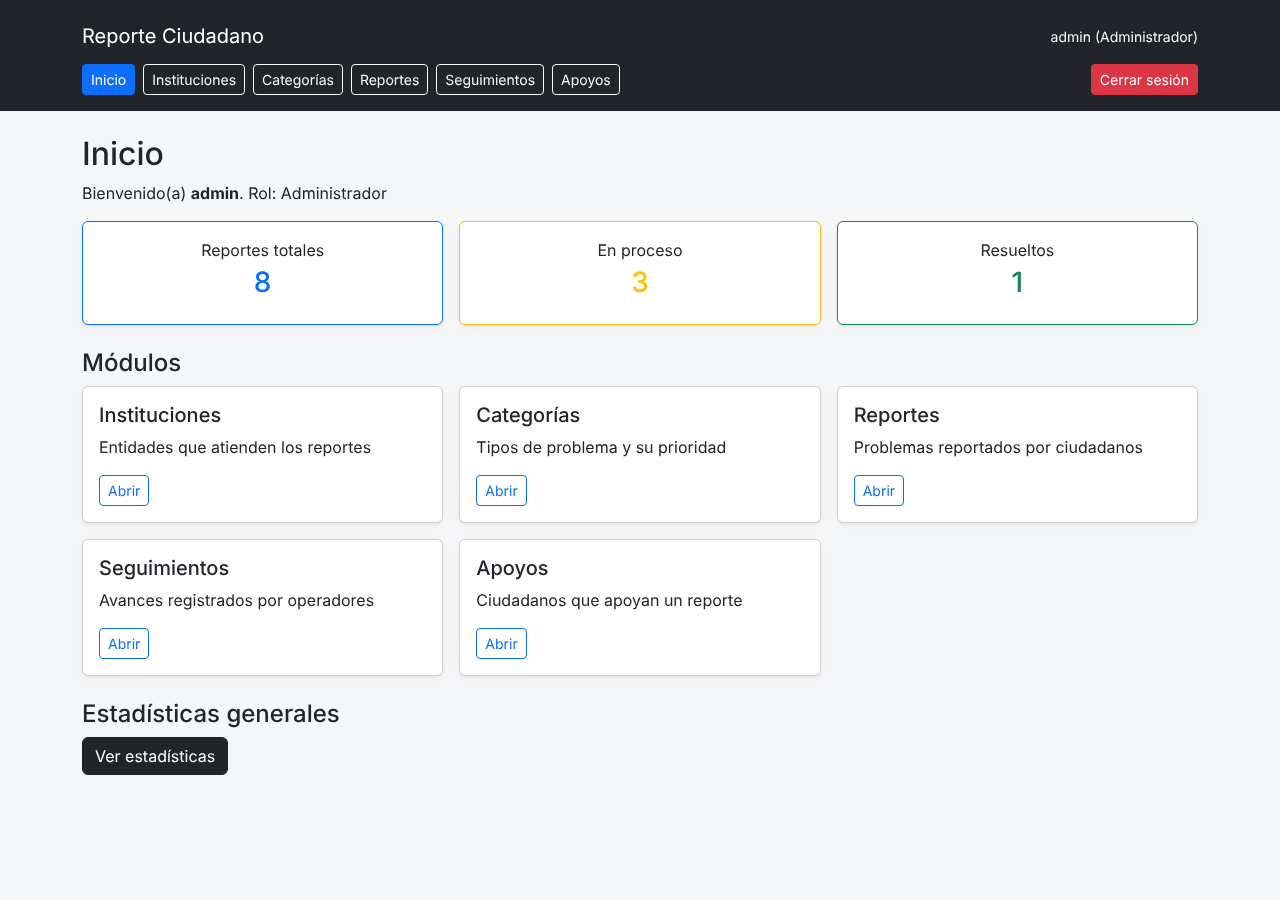 Reporte Ciudadano
admin (Administrador)
Inicio
Instituciones
Categorías
Reportes
Seguimientos
Apoyos
Cerrar sesión
Inicio
Bienvenido(a) admin. Rol: Administrador
Reportes totales
8
En proceso
3
Resueltos
1
Módulos
Instituciones
Entidades que atienden los reportes
Abrir
Categorías
Tipos de problema y su prioridad
Abrir
Reportes
Problemas reportados por ciudadanos
Abrir
Seguimientos
Avances registrados por operadores
Abrir
Apoyos
Ciudadanos que apoyan un reporte
Abrir
Estadísticas generales
Ver estadísticas